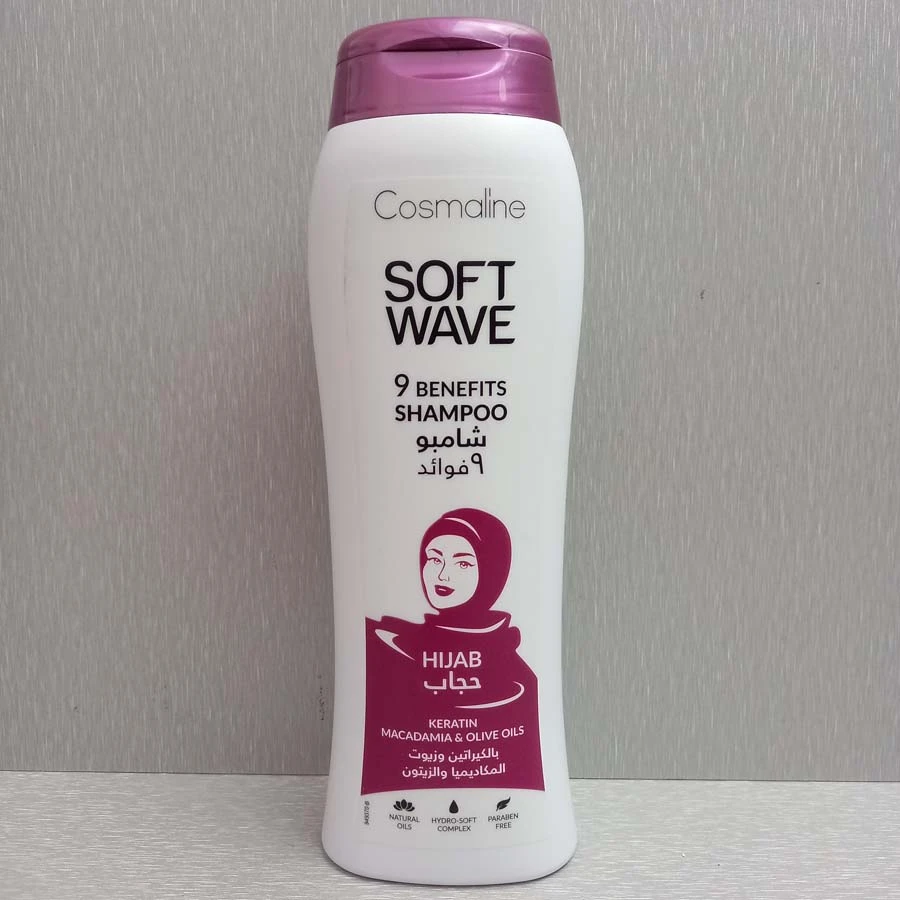 Cosmaline
SOFT
WAVE
9 BENEFITS
SHAMPOO
شامبو
٩ فوائد
HIJAB
حجاب
KERATIN
MACADAMIA & OLIVE OILS
بالكيراتين وزيوت
المكاديميا والزيتون
NATURAL
OILS
HYDRO-SOFT
COMPLEX
PARABEN
FREE